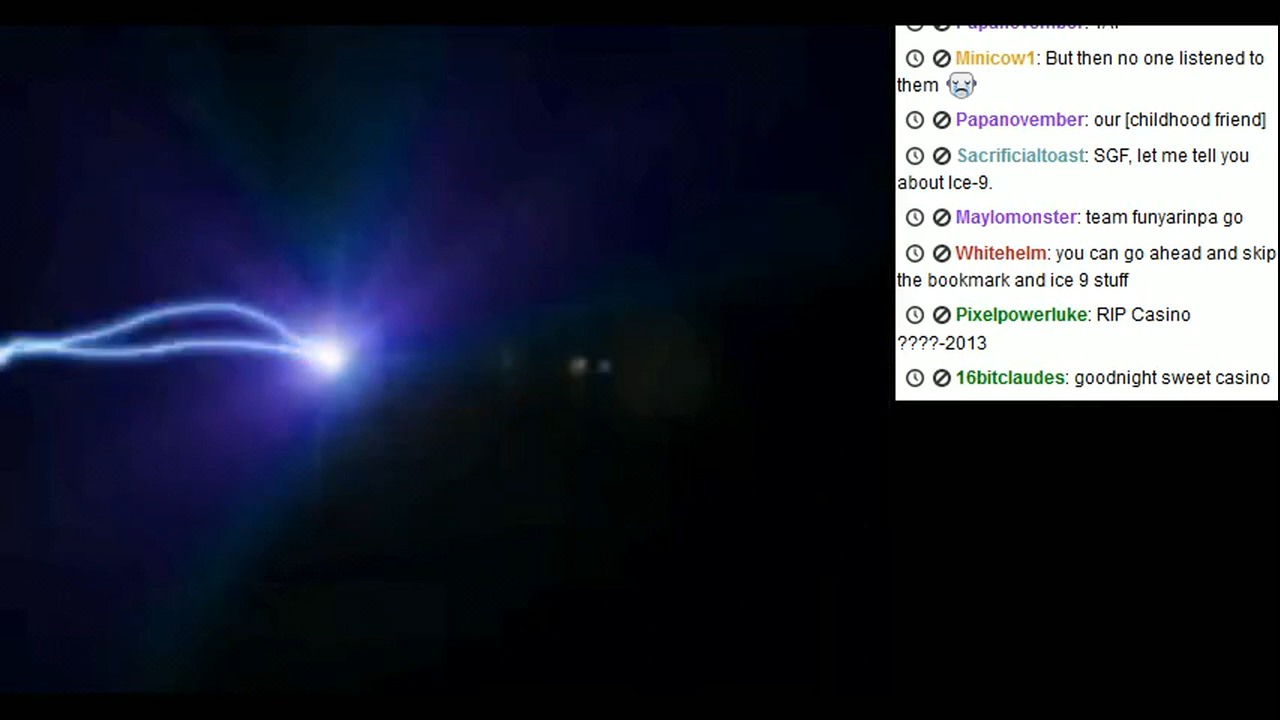 Minicow1: But then no one listened to
them
Papanovember: our [childhood friend]
Sacrificialtoast: SGF, let me tell you
about Ice-9.
Maylomonster: team funyarinpa go
Whitehelm: you can go ahead and skip
the bookmark and ice 9 stuff
Pixelpowerluke: RIP Casino
????-2013
16bitclaudes: goodnight sweet casino